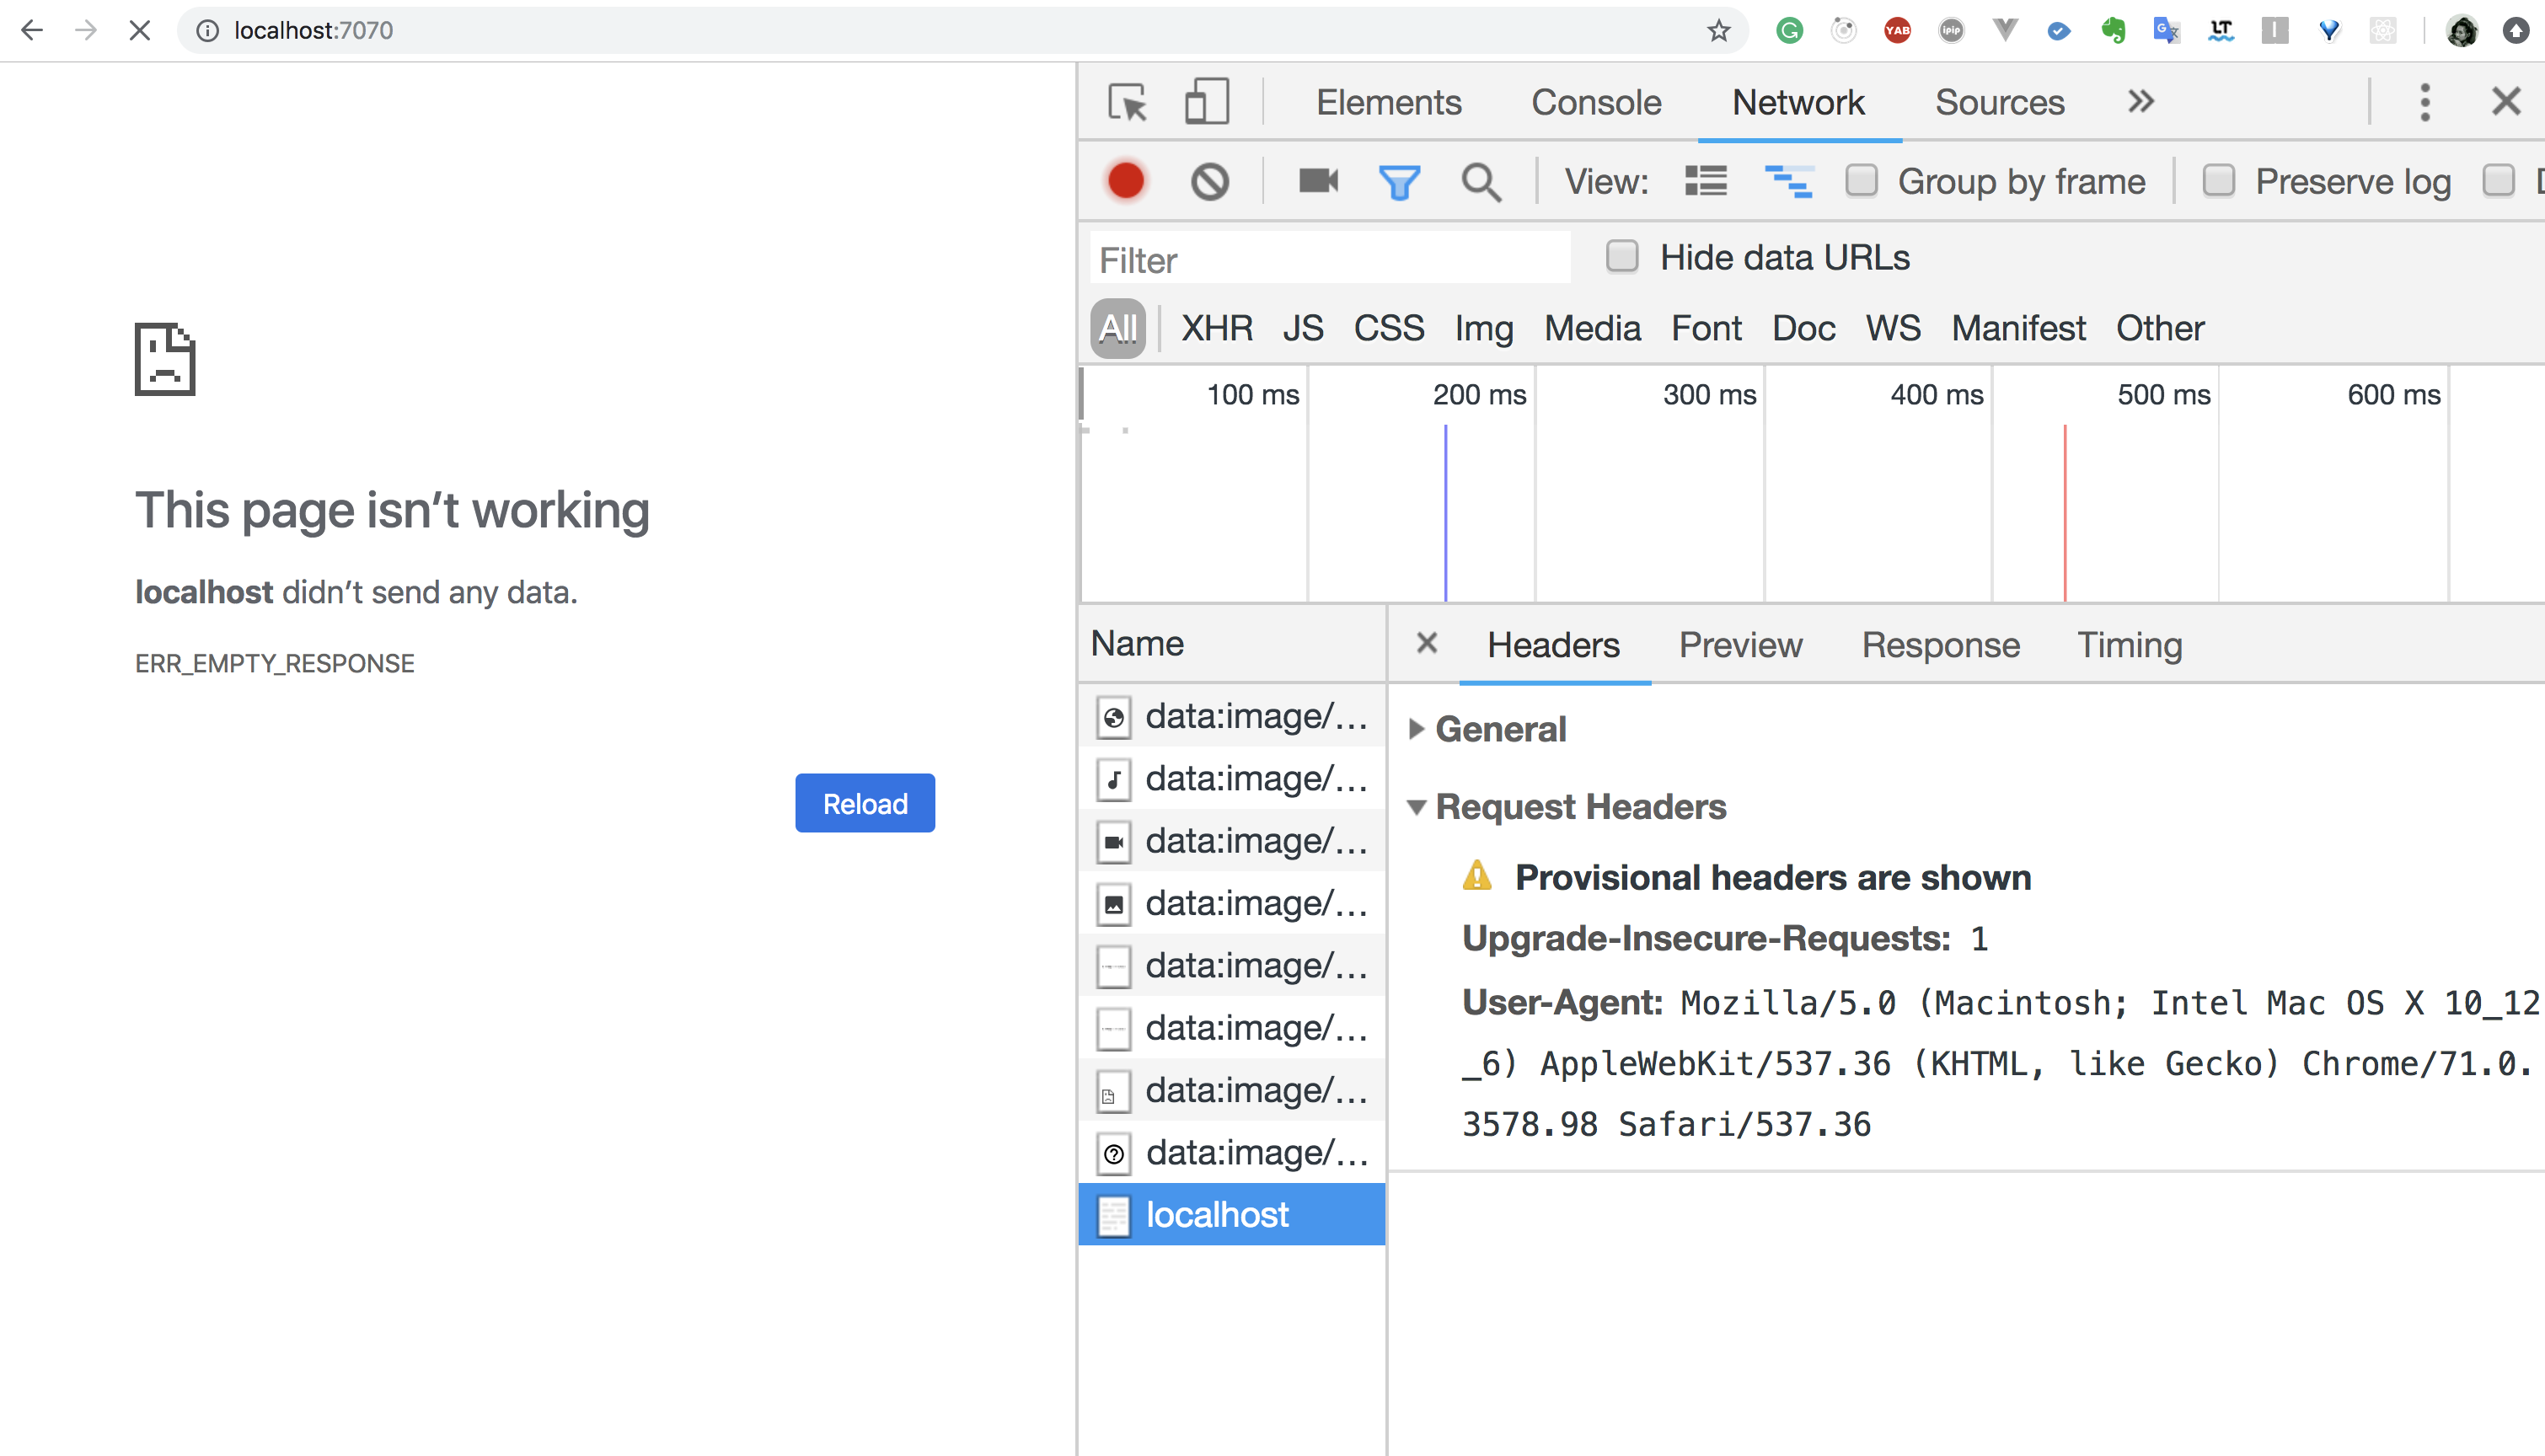 localhost:7070
YAB
ipip
LT
Elements Console Network Sources
View: Group by frame Preserve log
Filter Hide data URLs
All XHR JS CSS Img Media Font Doc WS Manifest Other
100 ms 200 ms 300 ms 400 ms 500 ms 600 ms
This page isn’t working
localhost didn’t send any data.
ERR_EMPTY_RESPONSE
Reload
Name
data:image/...
data:image/...
data:image/...
data:image/...
data:image/...
data:image/...
data:image/...
data:image/...
localhost
Headers Preview Response Timing
General
Request Headers
Provisional headers are shown
Upgrade-Insecure-Requests: 1
User-Agent: Mozilla/5.0 (Macintosh; Intel Mac OS X 10_12
_6) AppleWebKit/537.36 (KHTML, like Gecko) Chrome/71.0.
3578.98 Safari/537.36